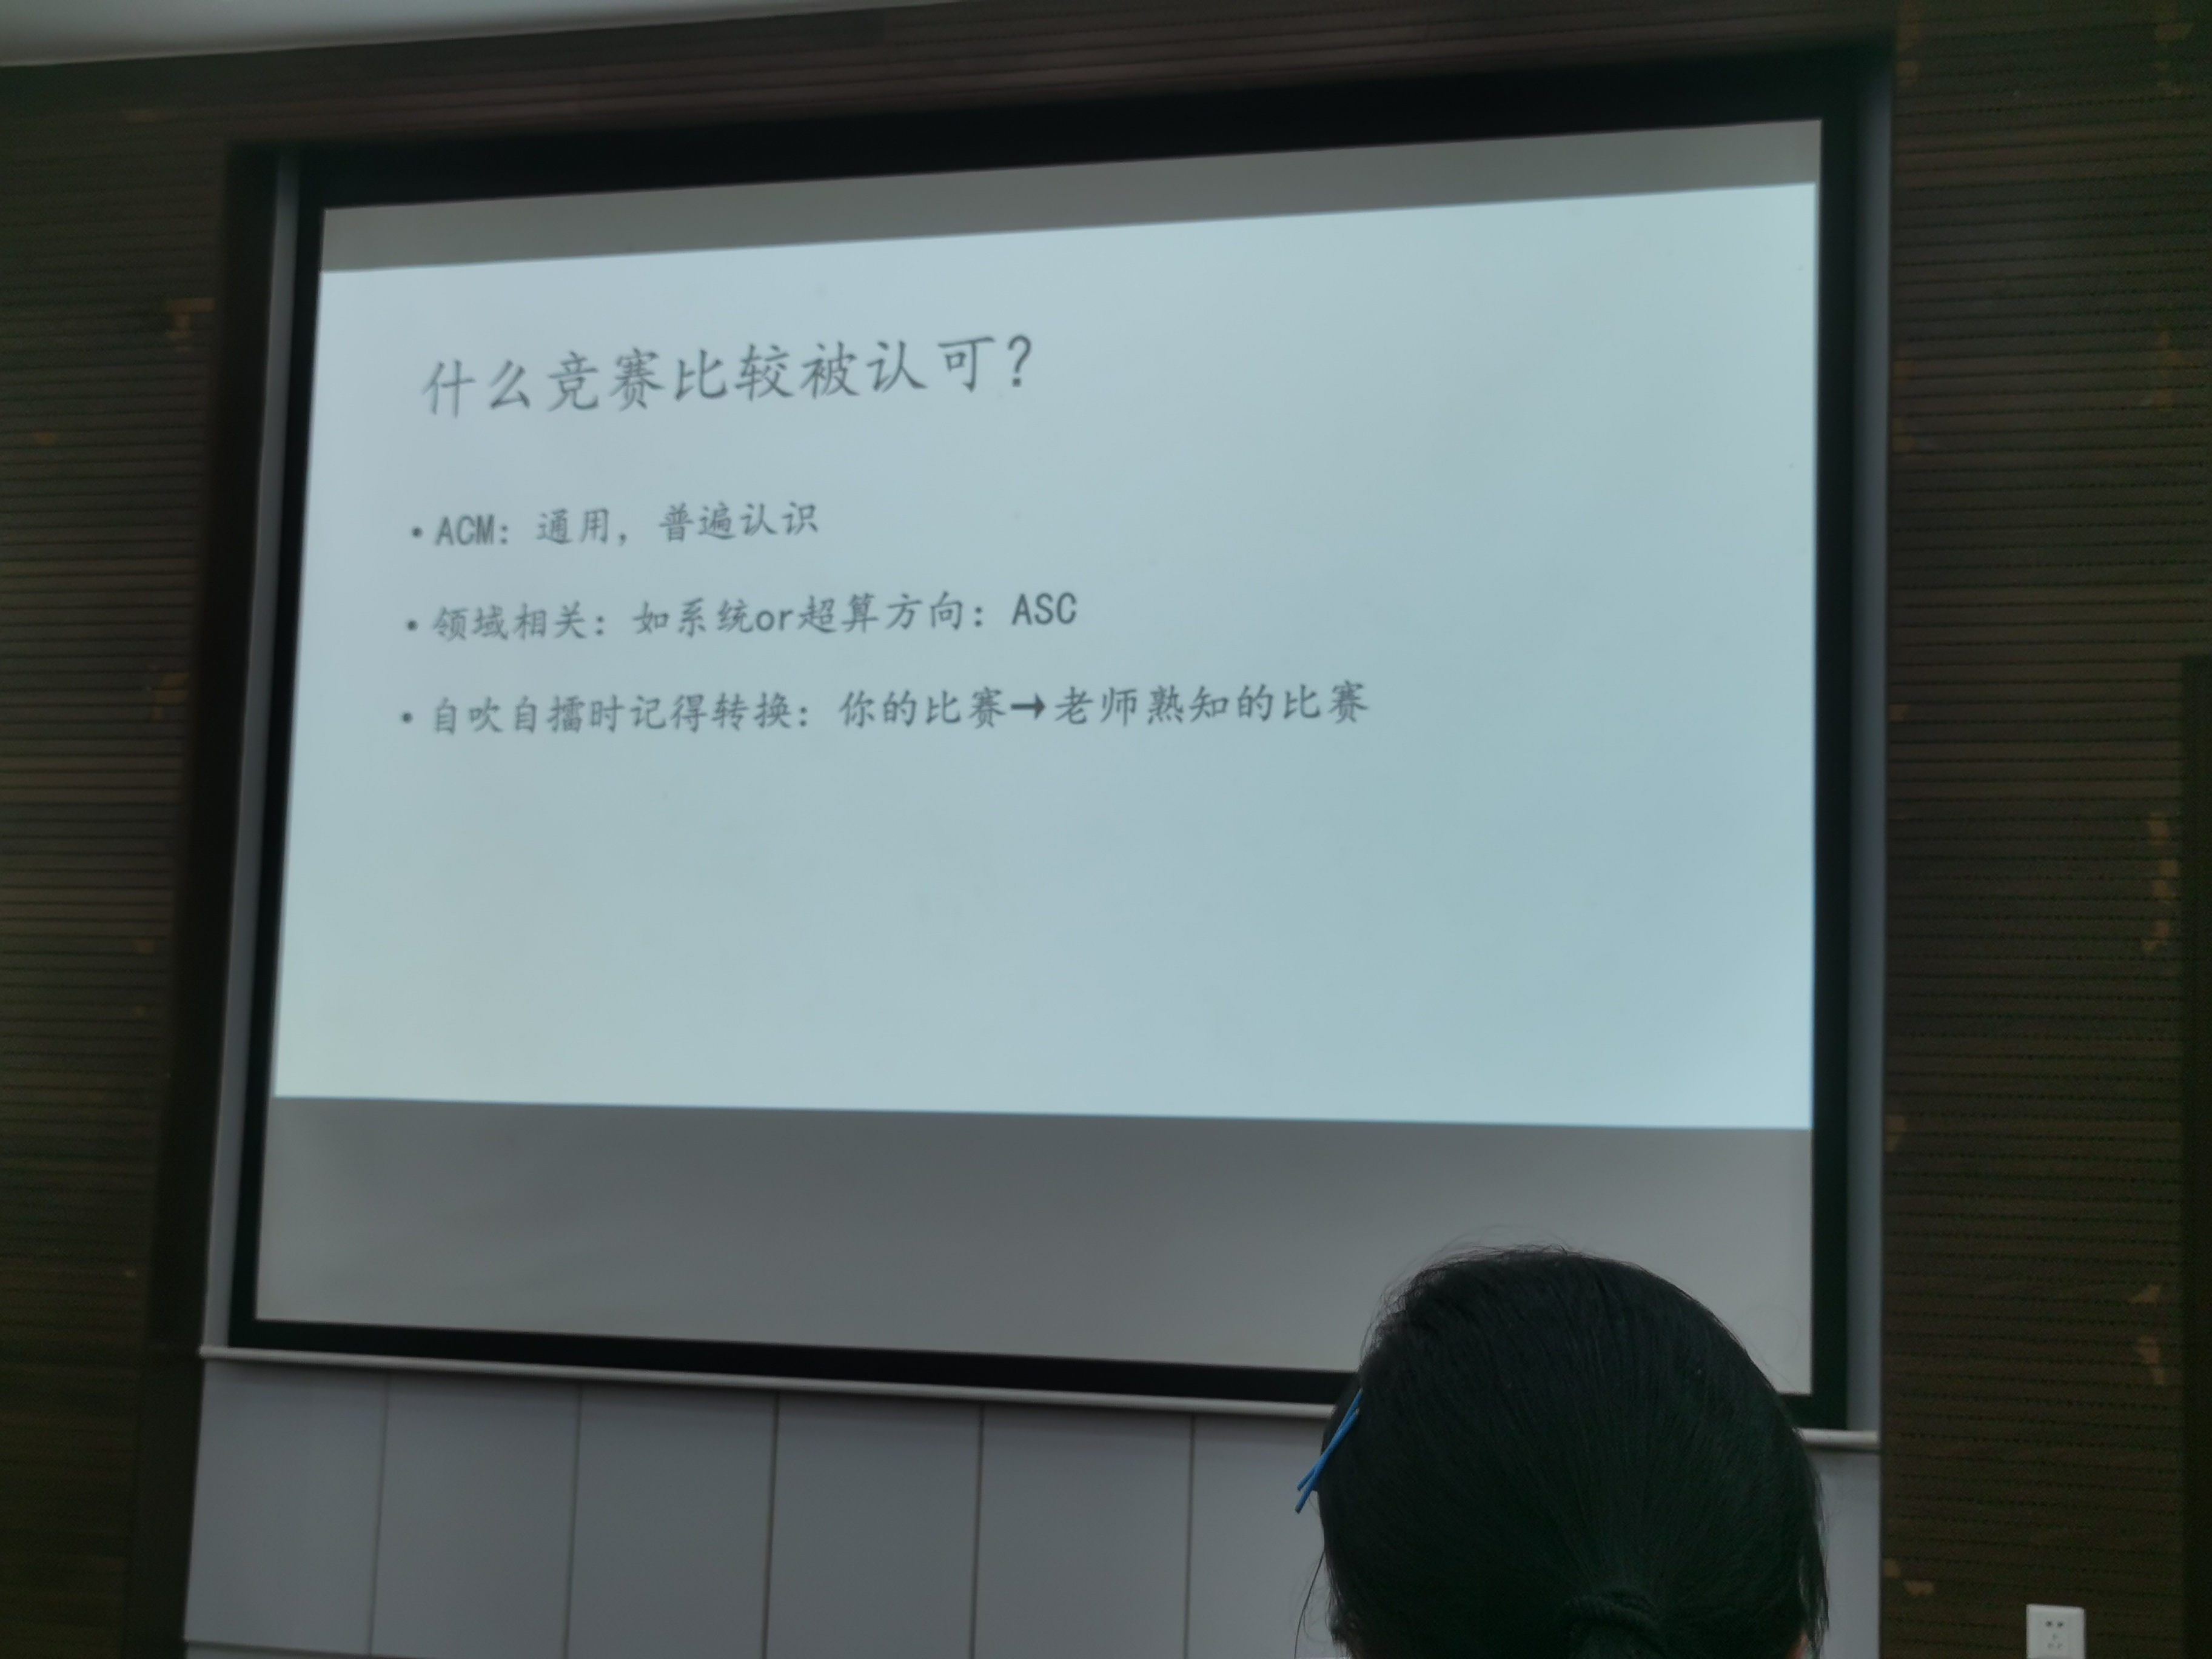 什么竞赛比较被认可？
• ACM：通用，普遍认识
• 领域相关：如系统or超算方向：ASC
• 自吹自擂时记得转换：你的比赛→老师熟知的比赛